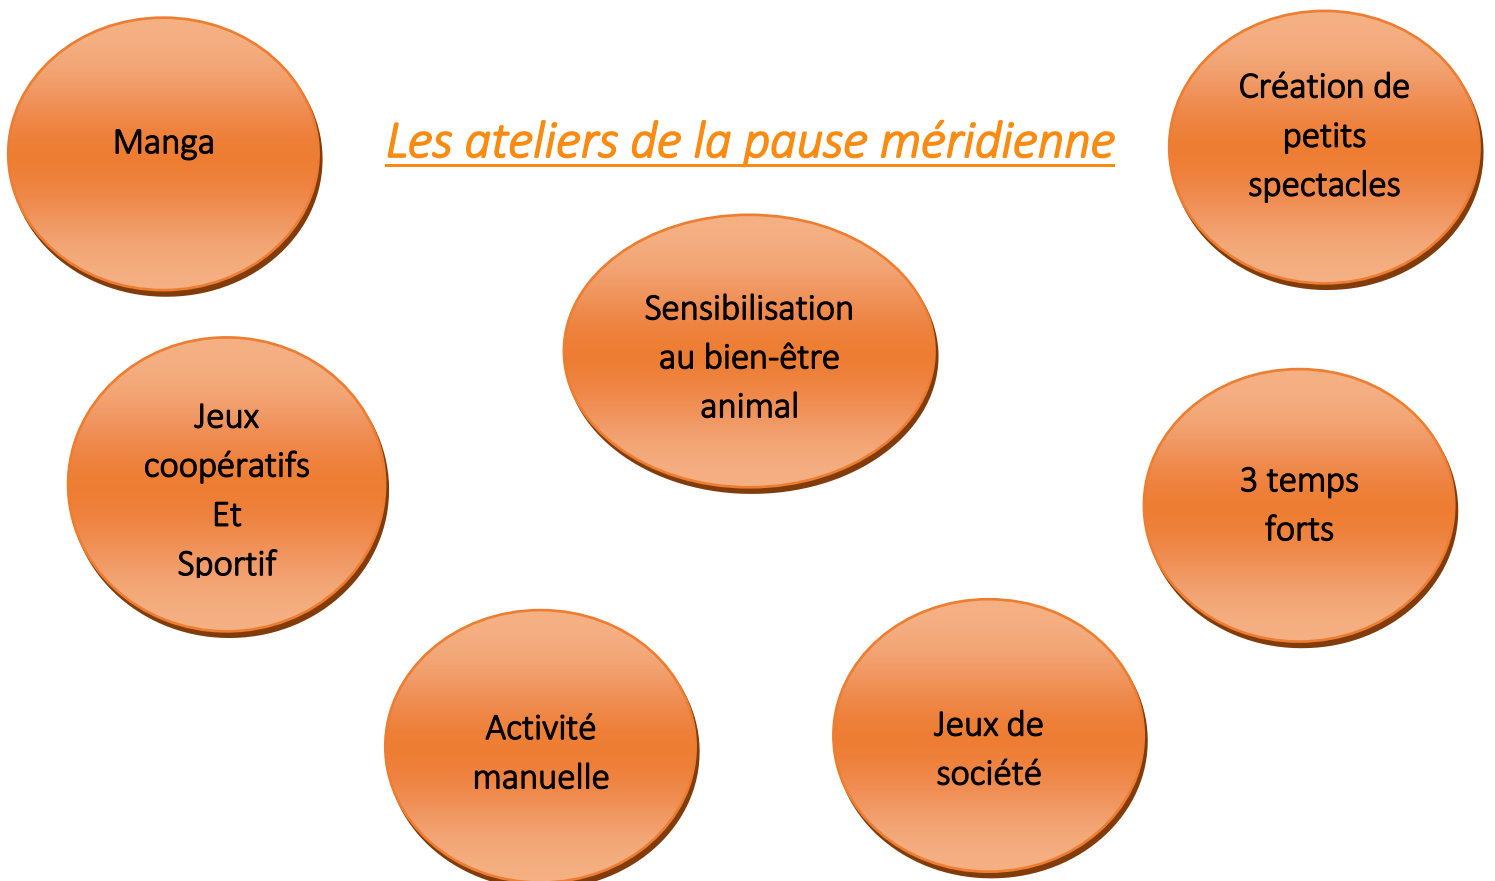 Manga
Les ateliers de la pause méridienne
Création de
petits
spectacles
Sensibilisation
au bien-être
animal
Jeux
coopératifs
Et
Sportif
3 temps
forts
Activité
manuelle
Jeux de
société